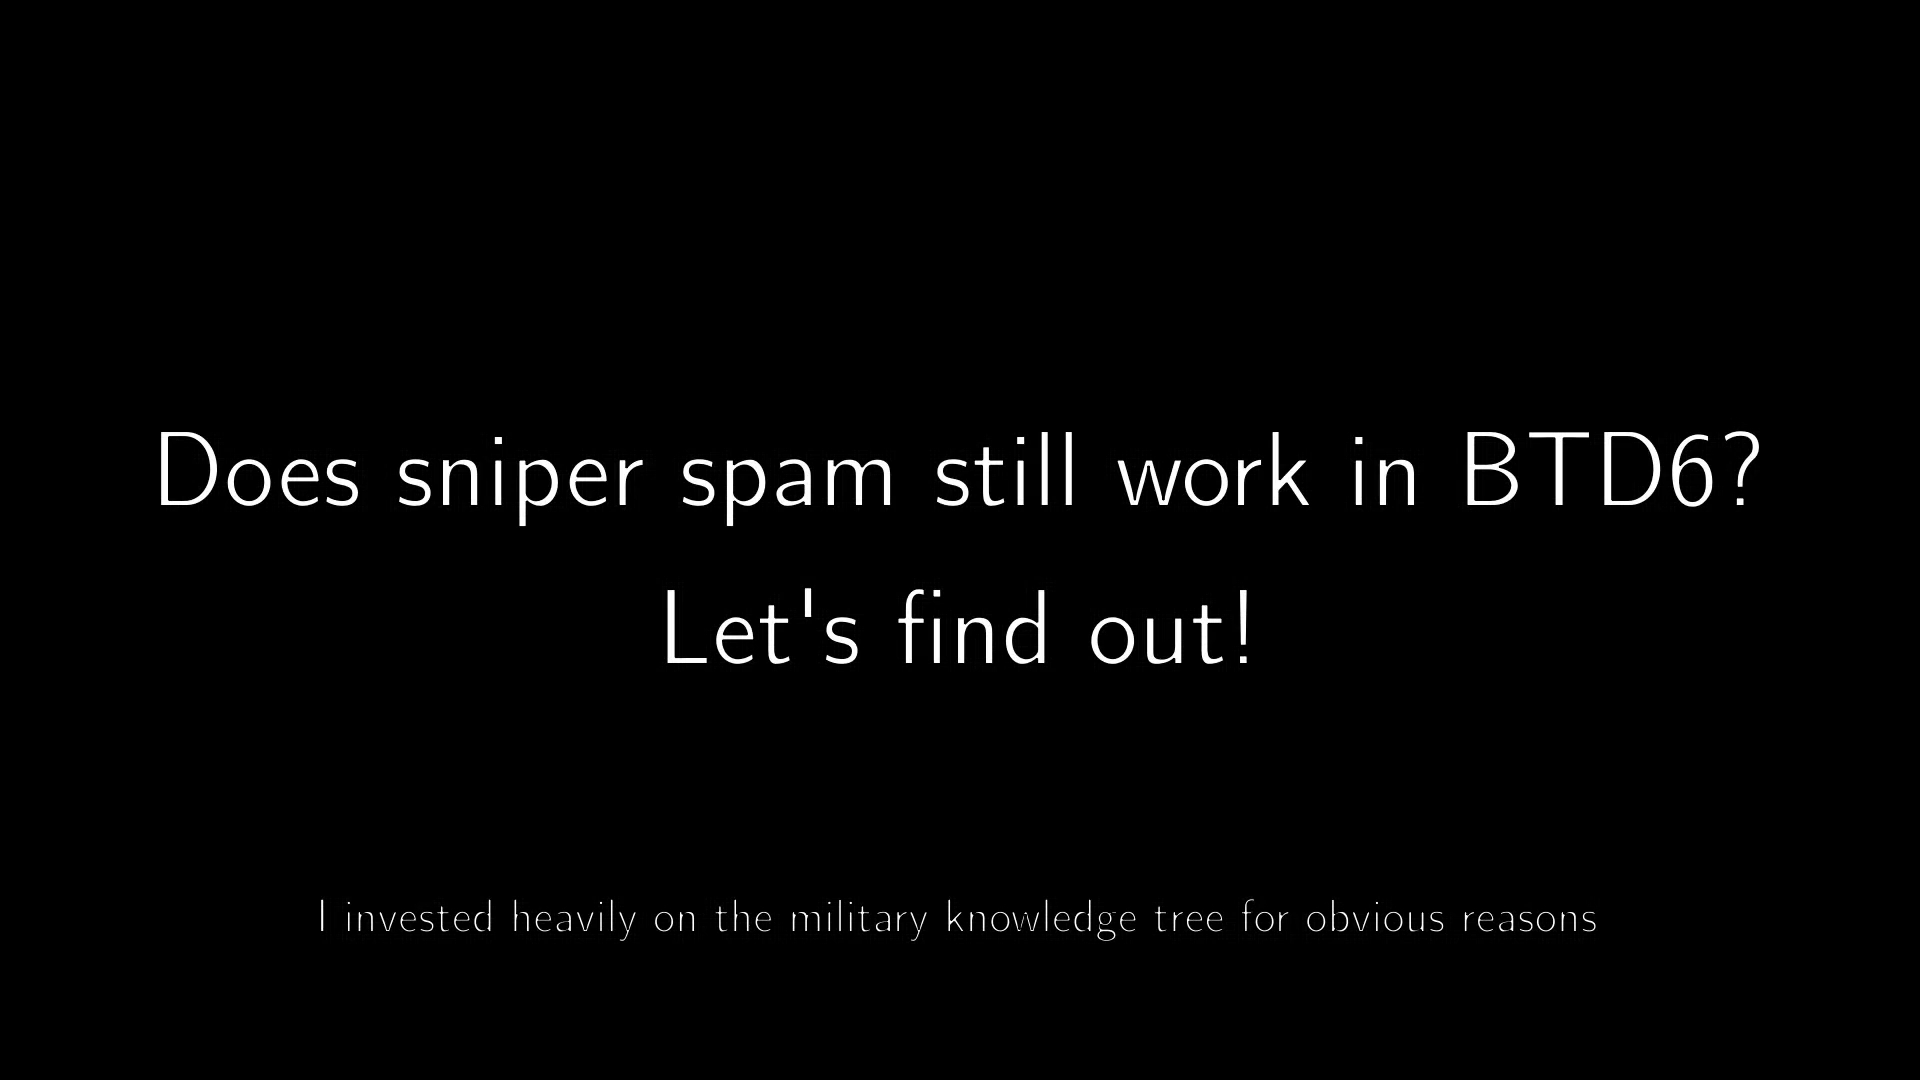 Does sniper spam still work in BTD6?
Let's find out!
I invested heavily on the military knowledge tree for obvious reasons